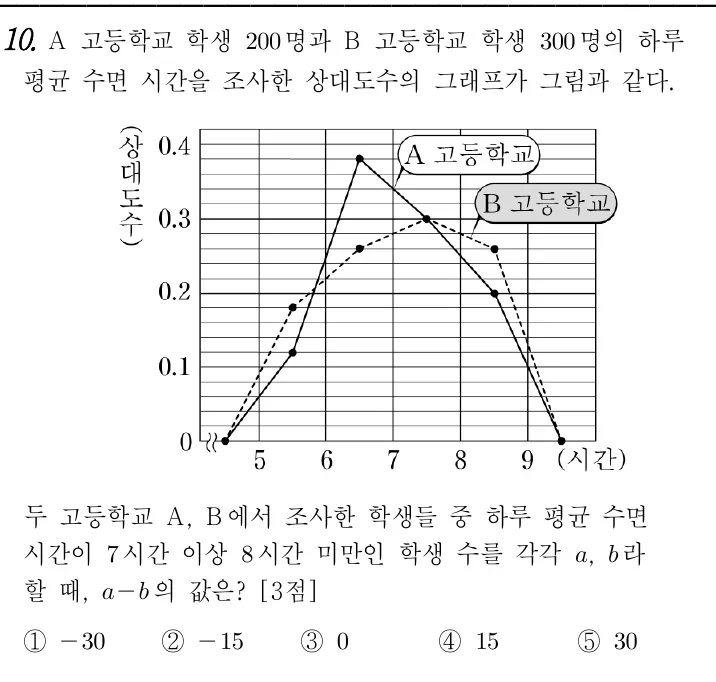 10. A 고등학교 학생 200명과 B 고등학교 학생 300명의 하루
평균 수면 시간을 조사한 상대도수의 그래프가 그림과 같다.
(상대도수)
0.4
A 고등학교
B 고등학교
0.3
0.2
0.1
0
5 6 7 8 9 (시간)
두 고등학교 A, B에서 조사한 학생들 중 하루 평균 수면
시간이 7시간 이상 8시간 미만인 학생 수를 각각 a, b라
할 때, a-b의 값은? [3점]
① -30 ② -15 ③ 0 ④ 15 ⑤ 30